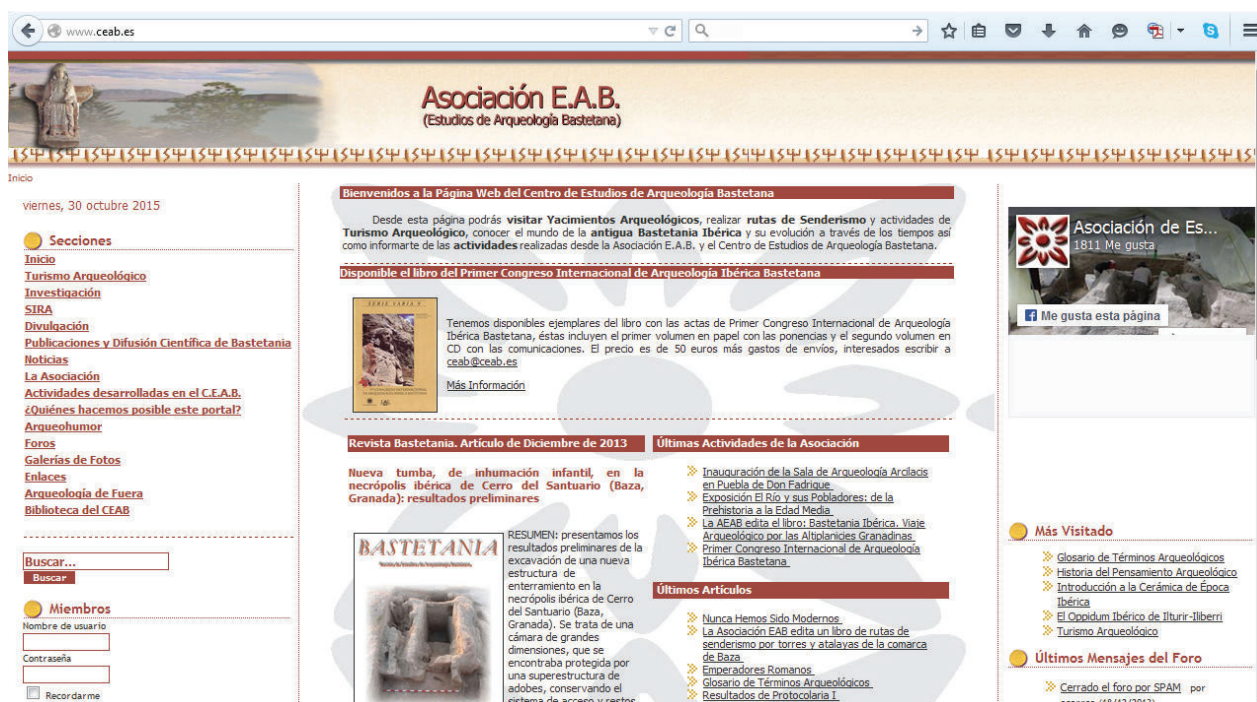 www.ceab.es
Asociación E.A.B.
(Estudios de Arqueología Bastetana)
Inicio
viernes, 30 octubre 2015
Secciones
Inicio
Turismo Arqueológico
Investigación
SIRA
Divulgación
Publicaciones y Difusión Científica de Bastetania
Noticias
La Asociación
Actividades desarrolladas en el C.E.A.B.
¿Quiénes hacemos posible este portal?
Arqueohumor
Foros
Galerías de Fotos
Enlaces
Arqueología de Fuera
Biblioteca del CEAB
Buscar...
Buscar
Miembros
Nombre de usuario
Contraseña
Recordarme
Bienvenidos a la Página Web del Centro de Estudios de Arqueología Bastetana
Desde esta página podrás visitar Yacimientos Arqueológicos, realizar rutas de Senderismo y actividades de
Turismo Arqueológico, conocer el mundo de la antigua Bastetania Ibérica y su evolución a través de los tiempos así
como informarte de las actividades realizadas desde la Asociación E.A.B. y el Centro de Estudios de Arqueología Bastetana.
Disponible el libro del Primer Congreso Internacional de Arqueología Ibérica Bastetana
SERIE VARIA 9
Tenemos disponibles ejemplares del libro con las actas de Primer Congreso Internacional de Arqueología
Ibérica Bastetana, éstas incluyen el primer volumen en papel con las ponencias y el segundo volumen en
CD con las comunicaciones. El precio es de 50 euros más gastos de envíos, interesados escribir a
ceab@ceab.es
Más Información
Revista Bastetania. Artículo de Diciembre de 2013
Nueva tumba, de inhumación infantil, en la
necrópolis ibérica de Cerro del Santuario (Baza,
Granada): resultados preliminares
BASTETANIA
RESUMEN: presentamos los
resultados preliminares de la
excavación de una nueva
estructura de
enterramiento en la
necrópolis ibérica de Cerro
del Santuario (Baza,
Granada). Se trata de una
cámara de grandes
dimensiones, que se
encontraba protegida por
una superestructura de
adobes, conservando el
sistema de acceso y restos
Últimas Actividades de la Asociación
Inauguración de la Sala de Arqueología Arcilacis
en Puebla de Don Fadrique
Exposición El Río y sus Pobladores: de la
Prehistoria a la Edad Media
La AEAB edita el libro: Bastetania Ibérica. Viaje
Arqueológico por las Altiplanicies Granadinas
Primer Congreso Internacional de Arqueología
Ibérica Bastetana
Últimos Artículos
Nunca Hemos Sido Modernos
La Asociación EAB edita un libro de rutas de
senderismo por torres y atalayas de la comarca
de Baza
Emperadores Romanos
Glosario de Términos Arqueológicos
Resultados de Protocolaria I
Asociación de Es...
1811 Me gusta
Me gusta esta página
Más Visitado
Glosario de Términos Arqueológicos
Historia del Pensamiento Arqueológico
Introducción a la Cerámica de Época
Ibérica
El Oppidum Ibérico de Ilturir-Iliberri
Turismo Arqueológico
Últimos Mensajes del Foro
Cerrado el foro por SPAM por